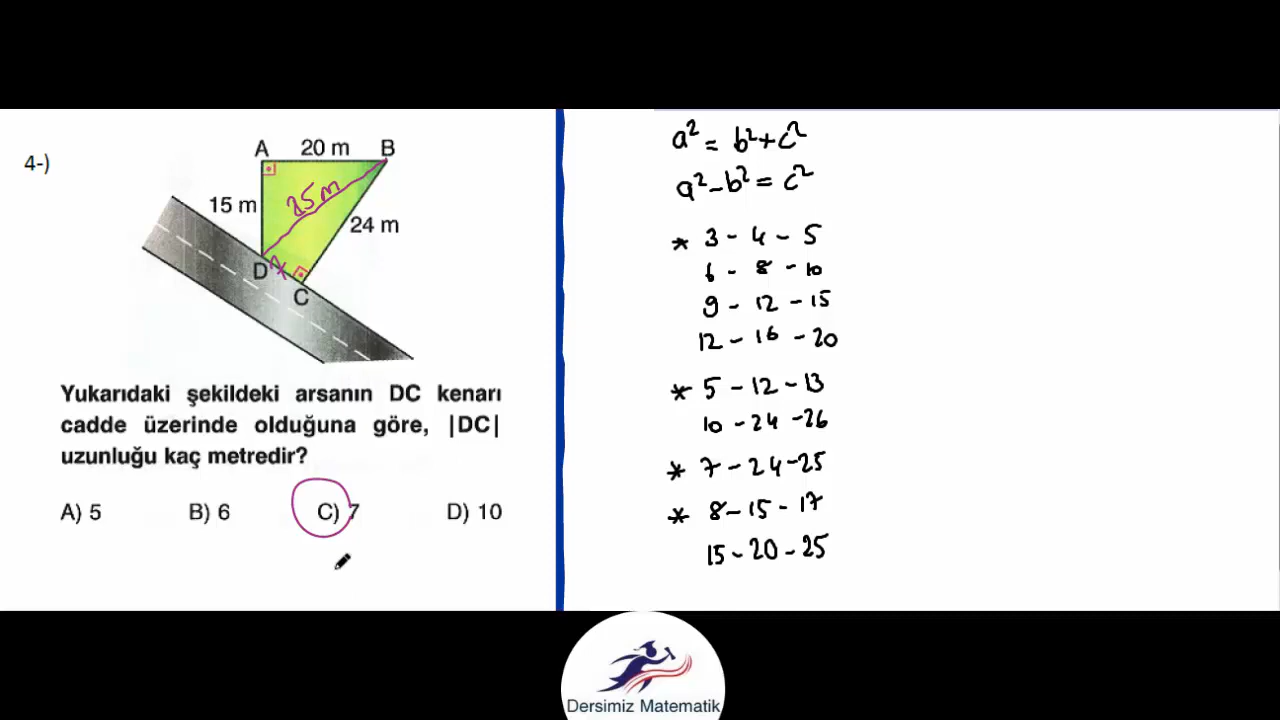 4-)
A 20 m B
15 m 25 m
24 m
D x
C
Yukarıdaki şekildeki arsanın DC kenarı
cadde üzerinde olduğuna göre, |DC|
uzunluğu kaç metredir?
A) 5 B) 6 C) 7 D) 10
a² = b²+c²
a²-b² = c²
* 3 - 4 - 5
6 - 8 - 10
9 - 12 - 15
12 - 16 - 20
* 5 - 12 - 13
10 - 24 - 26
* 7 - 24 - 25
* 8 - 15 - 17
15 - 20 - 25
Dersimiz Matematik